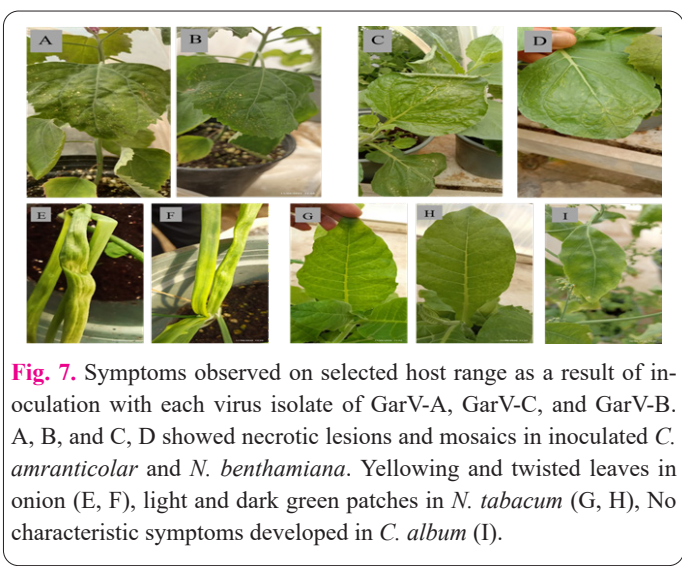 A B C D
E F G H I
Fig. 7. Symptoms observed on selected host range as a result of in-
oculation with each virus isolate of GarV-A, GarV-C, and GarV-B.
A, B, and C, D showed necrotic lesions and mosaics in inoculated C.
amranticolar and N. benthamiana. Yellowing and twisted leaves in
onion (E, F), light and dark green patches in N. tabacum (G, H), No
characteristic symptoms developed in C. album (I).